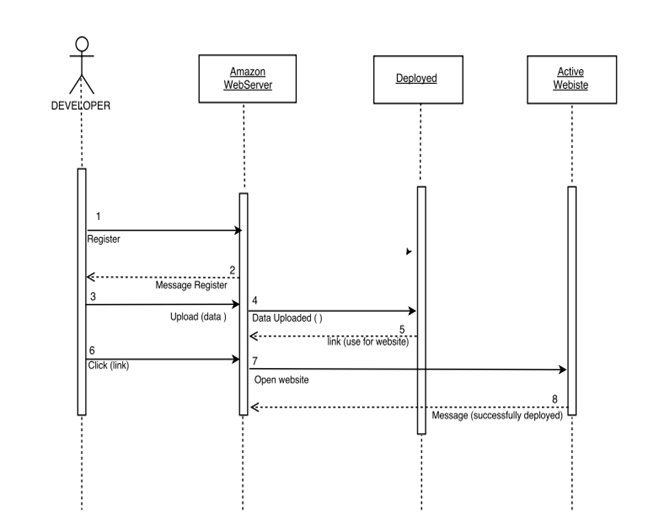 DEVELOPER
Amazon
WebServer
Deployed
Active
Webiste
1
Register
2
Message Register
3
Upload (data )
4
Data Uploaded ( )
5
link (use for website)
6
Click (link)
7
Open website
8
Message (successfully deployed)